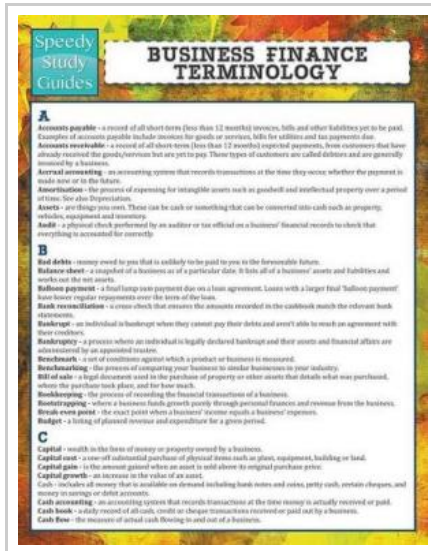 Speedy
Study
Guides
BUSINESS FINANCE
TERMINOLOGY
A
Accounts payable - a record of all short-term (less than 12 months) invoices, bills and other liabilities yet to be paid.
Examples of accounts payable include invoices for goods or services, bills for utilities and tax payments due.
Accounts receivable - a record of all short-term (less than 12 months) expected payments, from customers that have
already received the goods/services but are yet to pay. These types of customers are called debtors and are generally
invoiced by a business.
Accrual accounting - an accounting system that records transactions at the time they occur, whether the payment is
made now or in the future.
Amortisation - the process of expensing for intangible assets such as goodwill and intellectual property over a period
of time. See also Depreciation.
Assets - are things you own. These can be cash or something that can be converted into cash such as property,
vehicles, equipment and inventory.
Audit - a physical check performed by an auditor or tax official on a business' financial records to check that
everything is accounted for correctly.
B
Bad debts - money owed to you that is unlikely to be paid to you in the foreseeable future.
Balance sheet - a snapshot of a business as of a particular date. It lists all of a business' assets and liabilities and
works out the net assets.
Balloon payment - a final lump sum payment due on a loan agreement. Loans with a larger final 'balloon payment'
have lower regular repayments over the term of the loan.
Bank reconciliation - a cross-check that ensures the amounts recorded in the cashbook match the relevant bank
statements.
Bankrupt - an individual is bankrupt when they cannot pay their debts and aren't able to reach an agreement with
their creditors.
Bankruptcy - a process where an individual is legally declared bankrupt and their assets and financial affairs are
administered by an appointed trustee.
Benchmark - a set of conditions against which a product or business is measured.
Benchmarking - the process of comparing your business to similar businesses in your industry.
Bill of sale - a legal document used in the purchase of property or other assets that details what was purchased,
where the purchase took place, and for how much.
Bookkeeping - the process of recording the financial transactions of a business.
Bootstrapping - where a business funds growth purely through personal finances and revenue from the business.
Break-even point - the exact point when a business' income equals a business' expenses.
Budget - a listing of planned revenue and expenditure for a given period.
C
Capital - wealth in the form of money or property owned by a business.
Capital cost - a one-off substantial purchase of physical items such as plant, equipment, building or land.
Capital gain - is the amount gained when an asset is sold above its original purchase price.
Capital growth - an increase in the value of an asset.
Cash - includes all money that is available on demand including bank notes and coins, petty cash, certain cheques, and
money in savings or debit accounts.
Cash accounting - an accounting system that records transactions at the time money is actually received or paid.
Cash book - a daily record of all cash, credit or cheque transactions received or paid out by a business.
Cash flow - the measure of actual cash flowing in and out of a business.